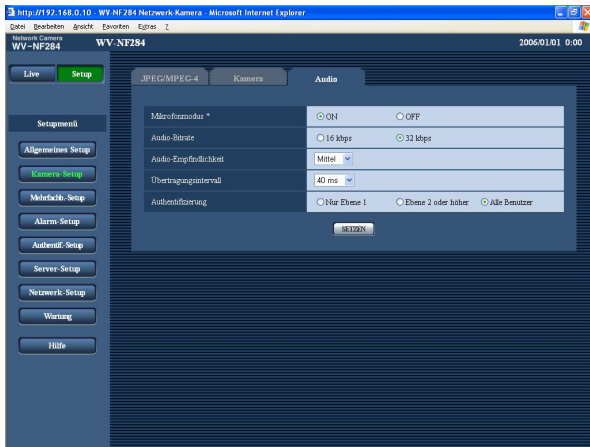 http://192.168.0.10 - WV-NF284 Netzwerk-Kamera - Microsoft Internet Explorer
Datei Bearbeiten Ansicht Favoriten Extras ?
Network Camera
WV-NF284
WV-NF284
2006/01/01 0:00
Live Setup
JPEG/MPEG-4 Kamera Audio
Setupmenü
Allgemeines Setup
Kamera-Setup
Mehrfachb.-Setup
Alarm-Setup
Authentif.-Setup
Server-Setup
Netzwerk-Setup
Wartung
Hilfe
Mikrofonmodus * ON OFF
Audio-Bitrate 16 kbps 32 kbps
Audio-Empfindlichkeit Mittel
Übertragungsintervall 40 ms
Authentifizierung Nur Ebene 1 Ebene 2 oder höher Alle Benutzer
SETZEN